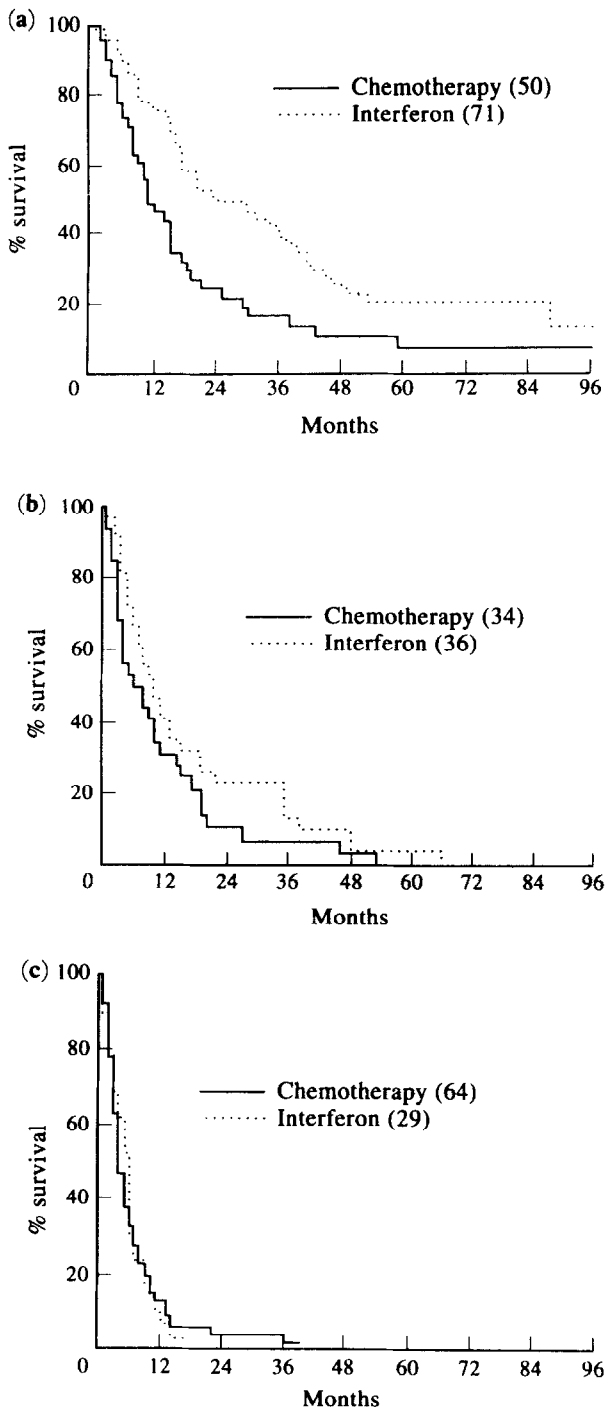 (a) 100
80
60
40
20
% survival
Chemotherapy (50)
Interferon (71)
0 12 24 36 48 60 72 84 96
Months
(b) 100
80
60
40
20
% survival
Chemotherapy (34)
Interferon (36)
0 12 24 36 48 60 72 84 96
Months
(c) 100
80
60
40
20
% survival
Chemotherapy (64)
Interferon (29)
0 12 24 36 48 60 72 84 96
Months